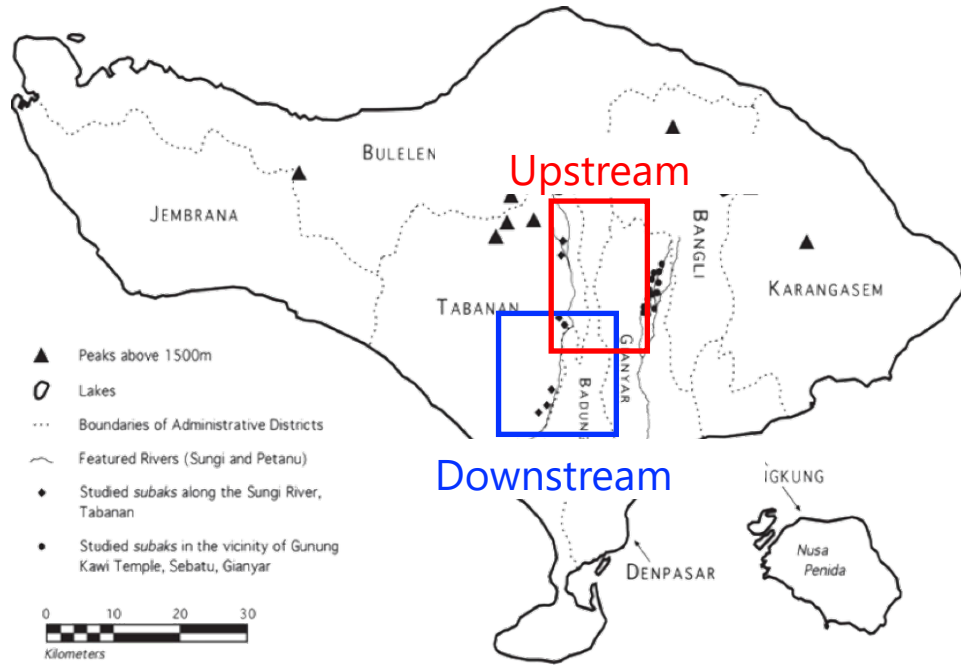 BULELEN
Upstream
JEMBRANA
BANGLI
TABANAN
KARANGASEM
GIANYAR
BADUNG
Peaks above 1500m
Lakes
Boundaries of Administrative Districts
Featured Rivers (Sungi and Petanu)
Studied subaks along the Sungi River,
Tabanan
Studied subaks in the vicinity of Gunung
Kawi Temple, Sebatu, Gianyar
Downstream
IGKUNG
Nusa
Penida
DENPASAR
0 10 20 30
Kilometers